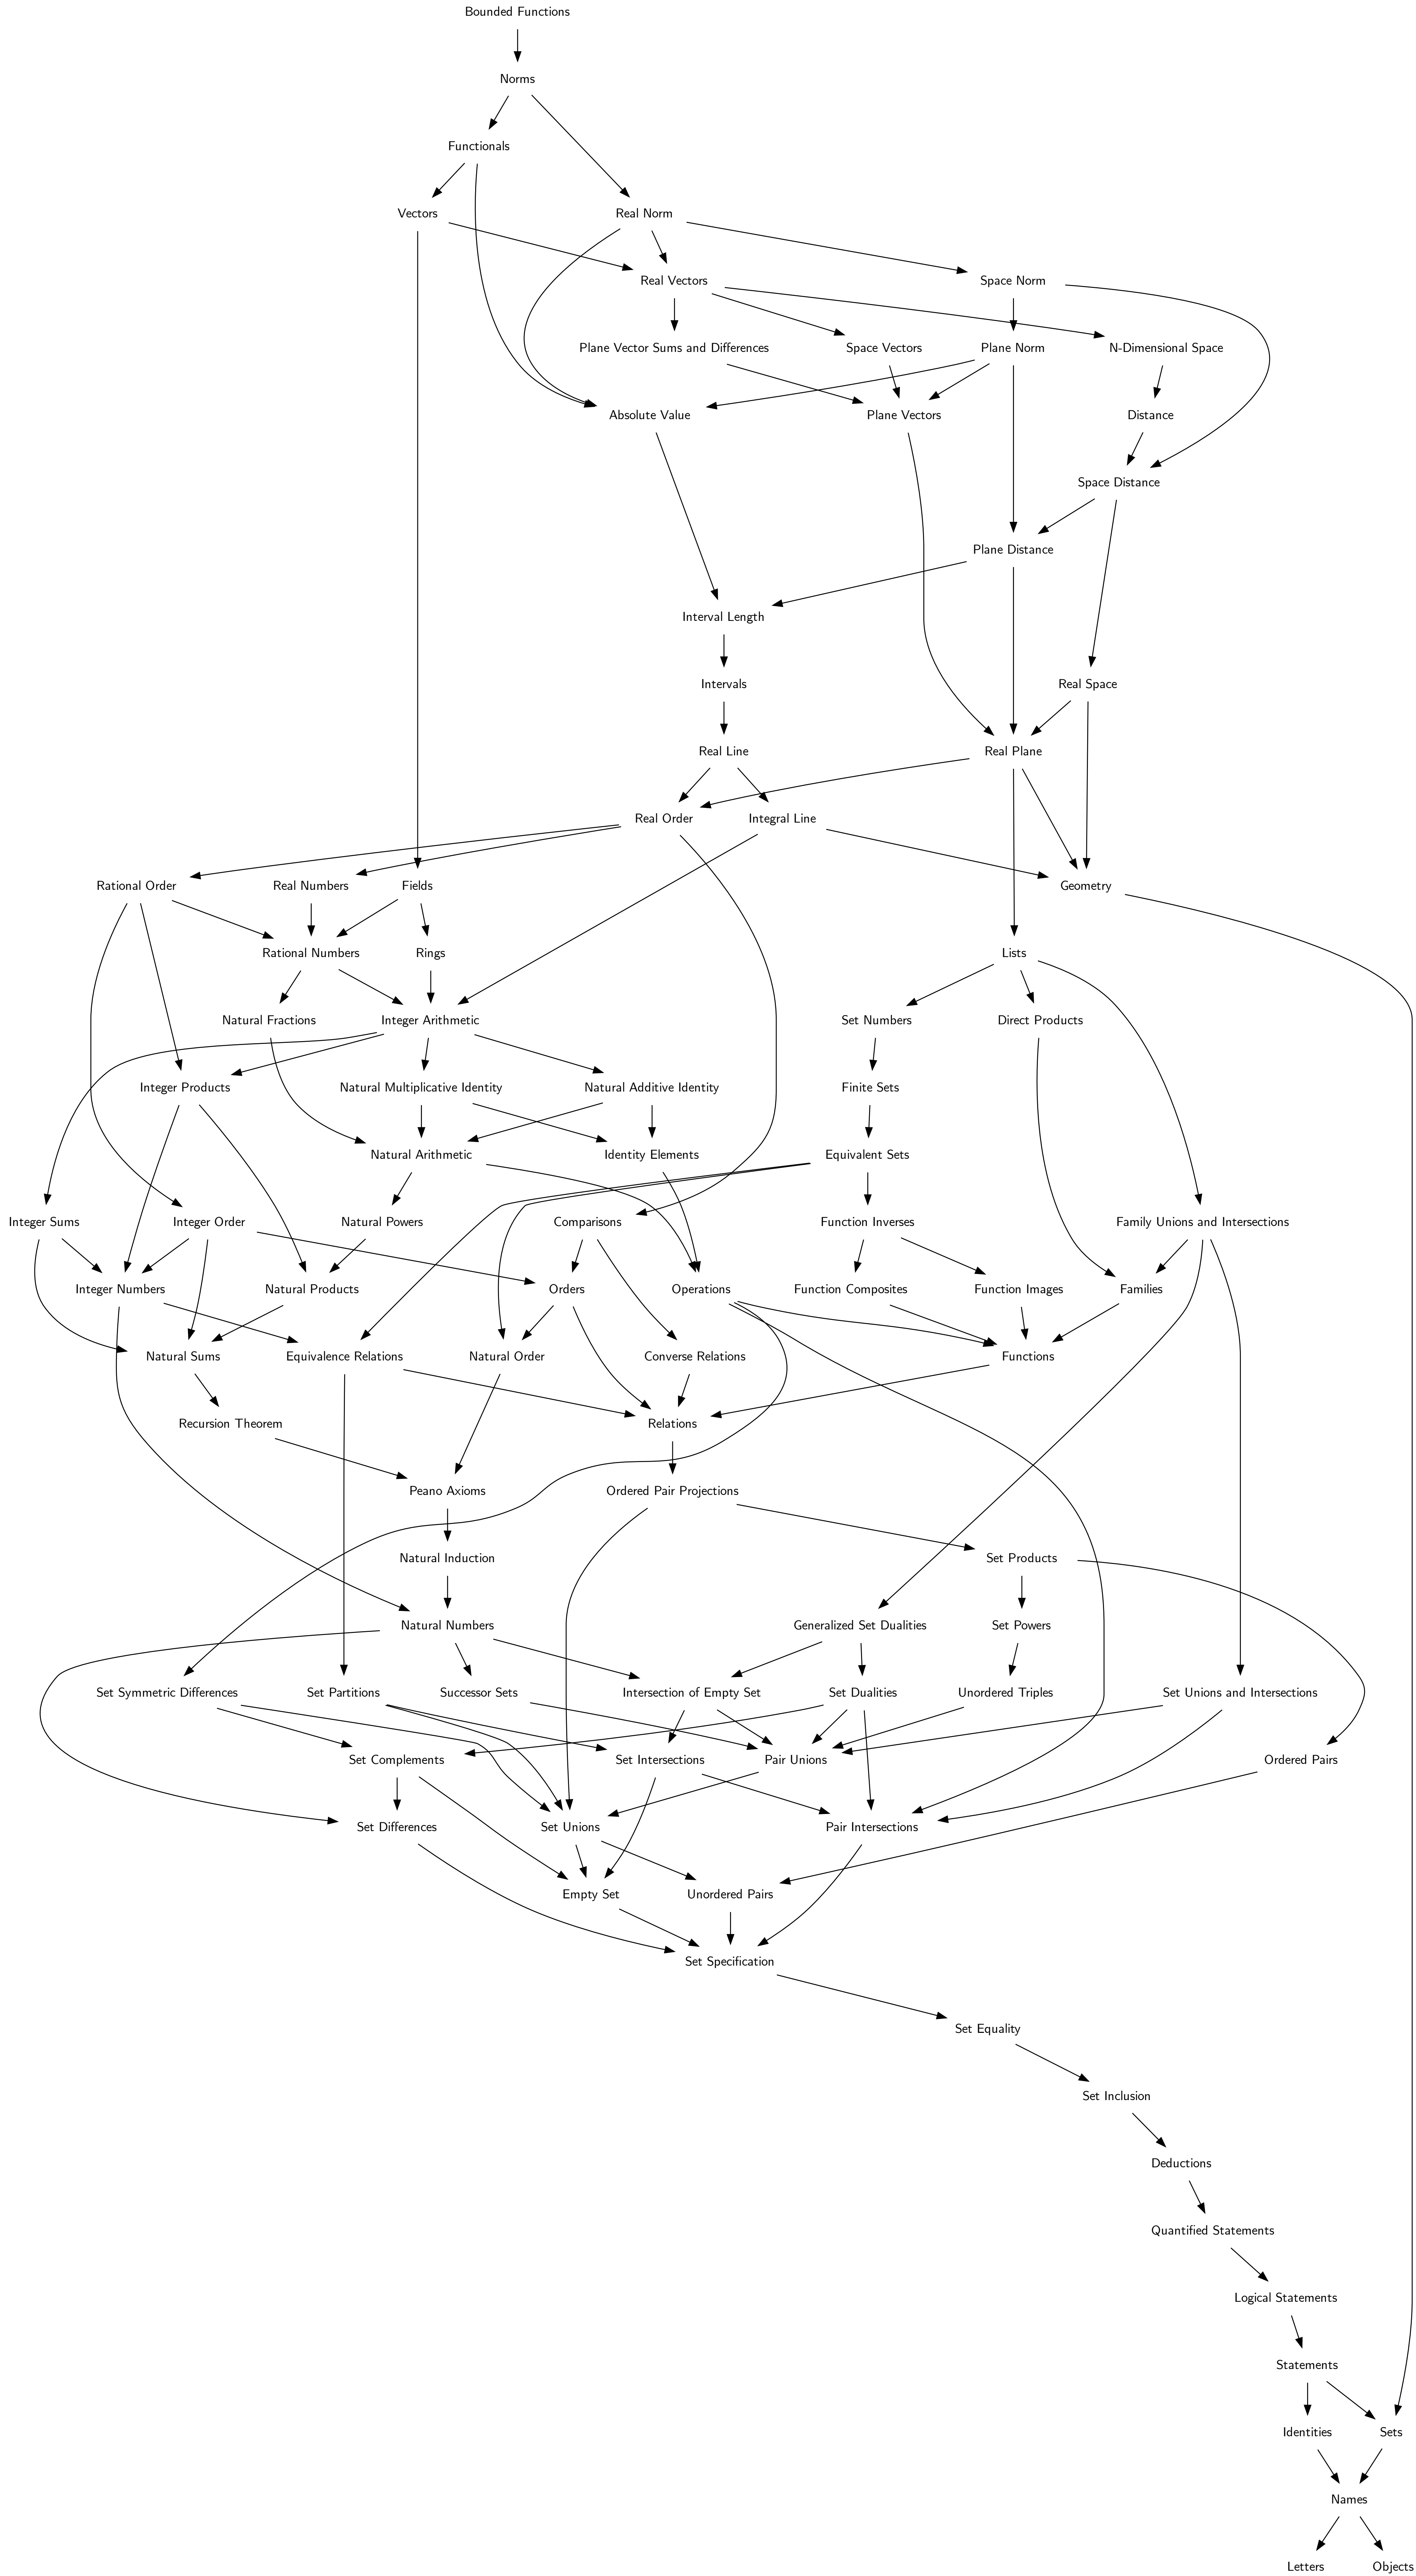 Bounded Functions
Norms
Functionals
Vectors
Real Norm
Real Vectors
Space Norm
Plane Vector Sums and Differences
Space Vectors
Plane Norm
N-Dimensional Space
Absolute Value
Plane Vectors
Distance
Space Distance
Plane Distance
Interval Length
Intervals
Real Space
Real Line
Real Plane
Real Order
Integral Line
Rational Order
Real Numbers
Fields
Geometry
Rational Numbers
Rings
Lists
Natural Fractions
Integer Arithmetic
Set Numbers
Direct Products
Integer Products
Natural Multiplicative Identity
Natural Additive Identity
Finite Sets
Natural Arithmetic
Identity Elements
Equivalent Sets
Integer Sums
Integer Order
Natural Powers
Comparisons
Function Inverses
Family Unions and Intersections
Integer Numbers
Natural Products
Orders
Operations
Function Composites
Function Images
Families
Natural Sums
Equivalence Relations
Natural Order
Converse Relations
Functions
Recursion Theorem
Relations
Peano Axioms
Ordered Pair Projections
Natural Induction
Set Products
Natural Numbers
Generalized Set Dualities
Set Powers
Set Symmetric Differences
Set Partitions
Successor Sets
Intersection of Empty Set
Set Dualities
Unordered Triples
Set Unions and Intersections
Set Complements
Set Intersections
Pair Unions
Ordered Pairs
Set Differences
Set Unions
Pair Intersections
Empty Set
Unordered Pairs
Set Specification
Set Equality
Set Inclusion
Deductions
Quantified Statements
Logical Statements
Statements
Identities
Sets
Names
Letters
Objects